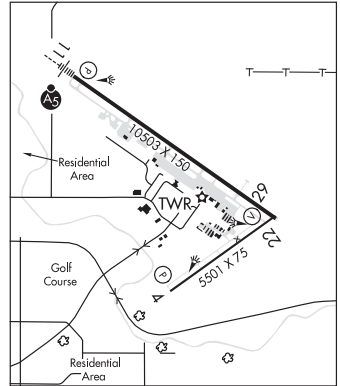 11
P
A5
T T T
10503 X 150
Residential
Area
TWR
29
V
22
P
5501 X 75
4
Golf
Course
Residential
Area